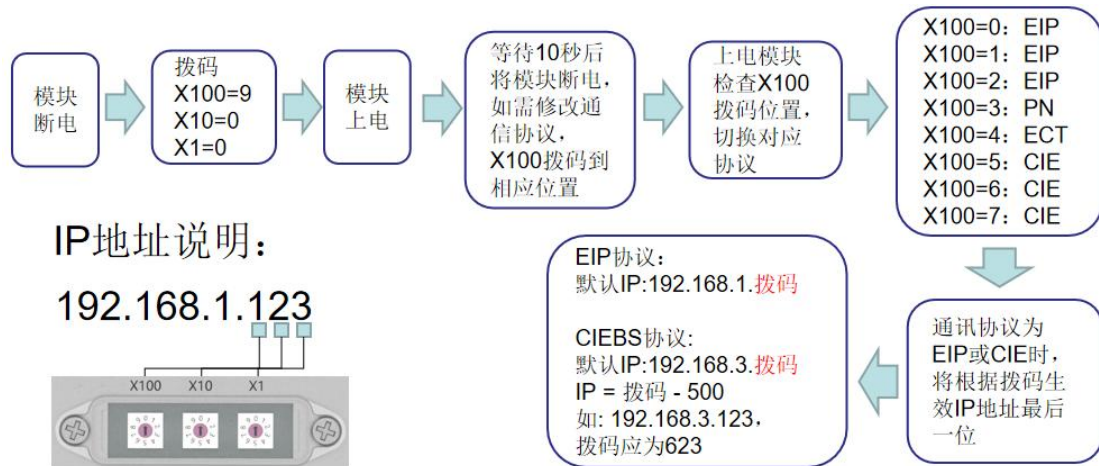 模块
断电
拨码
X100=9
X10=0
X1=0
模块
上电
等待10秒后
将模块断电，
如需修改通
信协议，
X100拨码到
相应位置
上电模块
检查X100
拨码位置，
切换对应
协议
X100=0：EIP
X100=1：EIP
X100=2：EIP
X100=3：PN
X100=4：ECT
X100=5：CIE
X100=6：CIE
X100=7：CIE
通讯协议为
EIP或CIE时，
将根据拨码生
效IP地址最后
一位
EIP协议：
默认IP:192.168.1.拨码
CIEBS协议:
默认IP:192.168.3.拨码
IP = 拨码 - 500
如: 192.168.3.123，
拨码应为623
IP地址说明：
192.168.1.123
X100 X10 X1